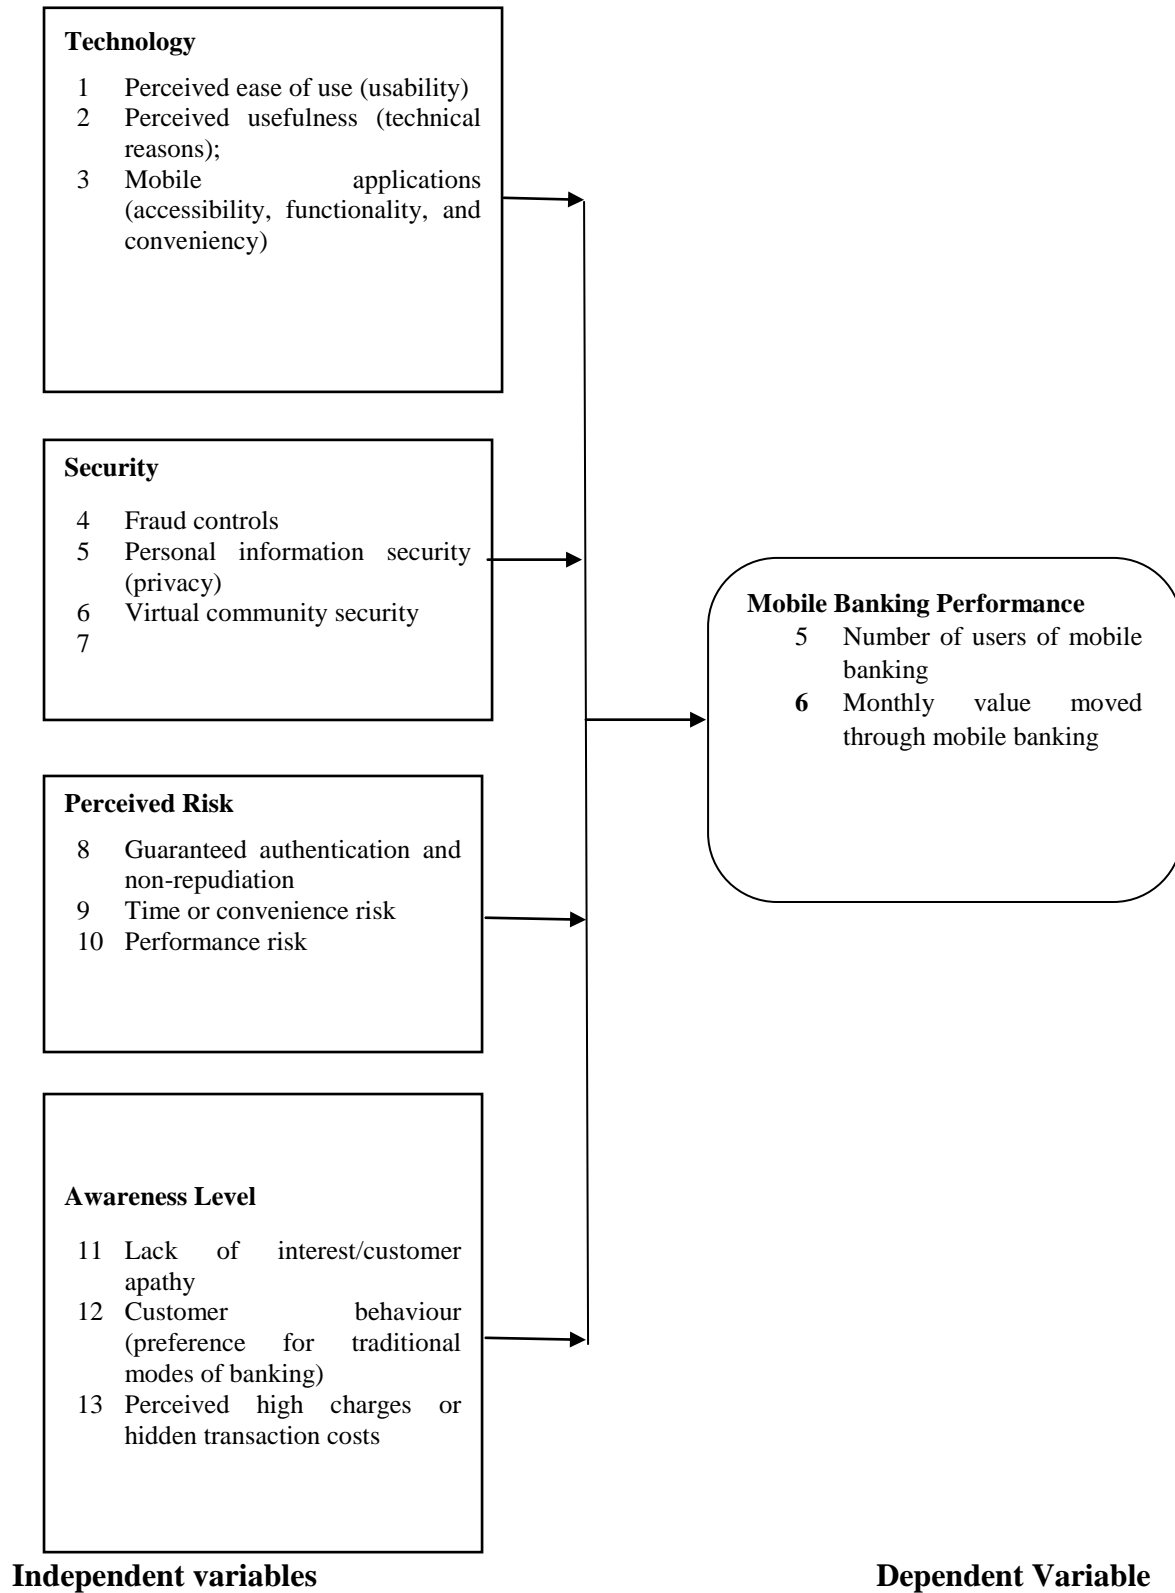 Technology
1 Perceived ease of use (usability)
2 Perceived usefulness (technical
reasons);
3 Mobile applications
(accessibility, functionality, and
conveniency)
Security
4 Fraud controls
5 Personal information security
(privacy)
6 Virtual community security
7
Perceived Risk
8 Guaranteed authentication and
non-repudiation
9 Time or convenience risk
10 Performance risk
Awareness Level
11 Lack of interest/customer
apathy
12 Customer behaviour
(preference for traditional
modes of banking)
13 Perceived high charges or
hidden transaction costs
Independent variables
Mobile Banking Performance
5 Number of users of mobile
banking
6 Monthly value moved
through mobile banking
Dependent Variable